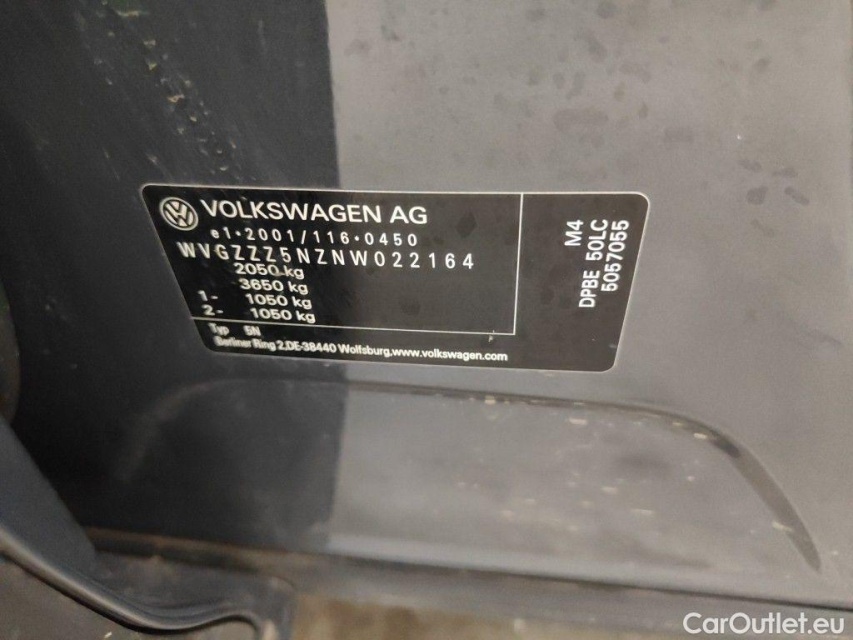 VOLKSWAGEN AG
e1*2001/116*0450
WVGZZZ5NZNW022164
2050 kg
3650 kg
1- 1050 kg
2- 1050 kg
Typ 5N
Berliner Ring 2,DE-38440 Wolfsburg,www.volkswagen.com
M4
DPBE 50LC
5057055
CarOutlet.eu